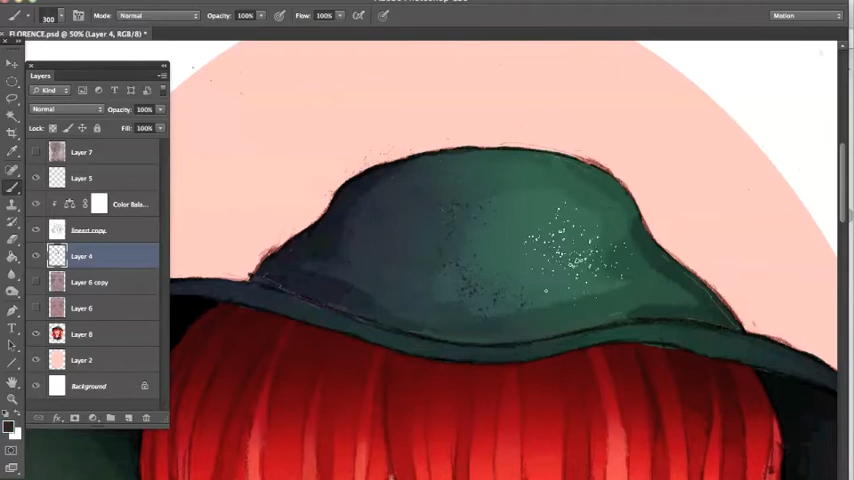 300
Mode: Normal
Opacity: 100%
Flow: 100%
Motion
FLORENCE.psd @ 50% (Layer 4, RGB/8) *
Layers
Kind
Normal
Opacity: 100%
Lock:
Fill: 100%
Layer 7
Layer 5
Color Bala...
lineart copy
Layer 4
Layer 6 copy
Layer 6
Layer 8
Layer 2
Background
fx